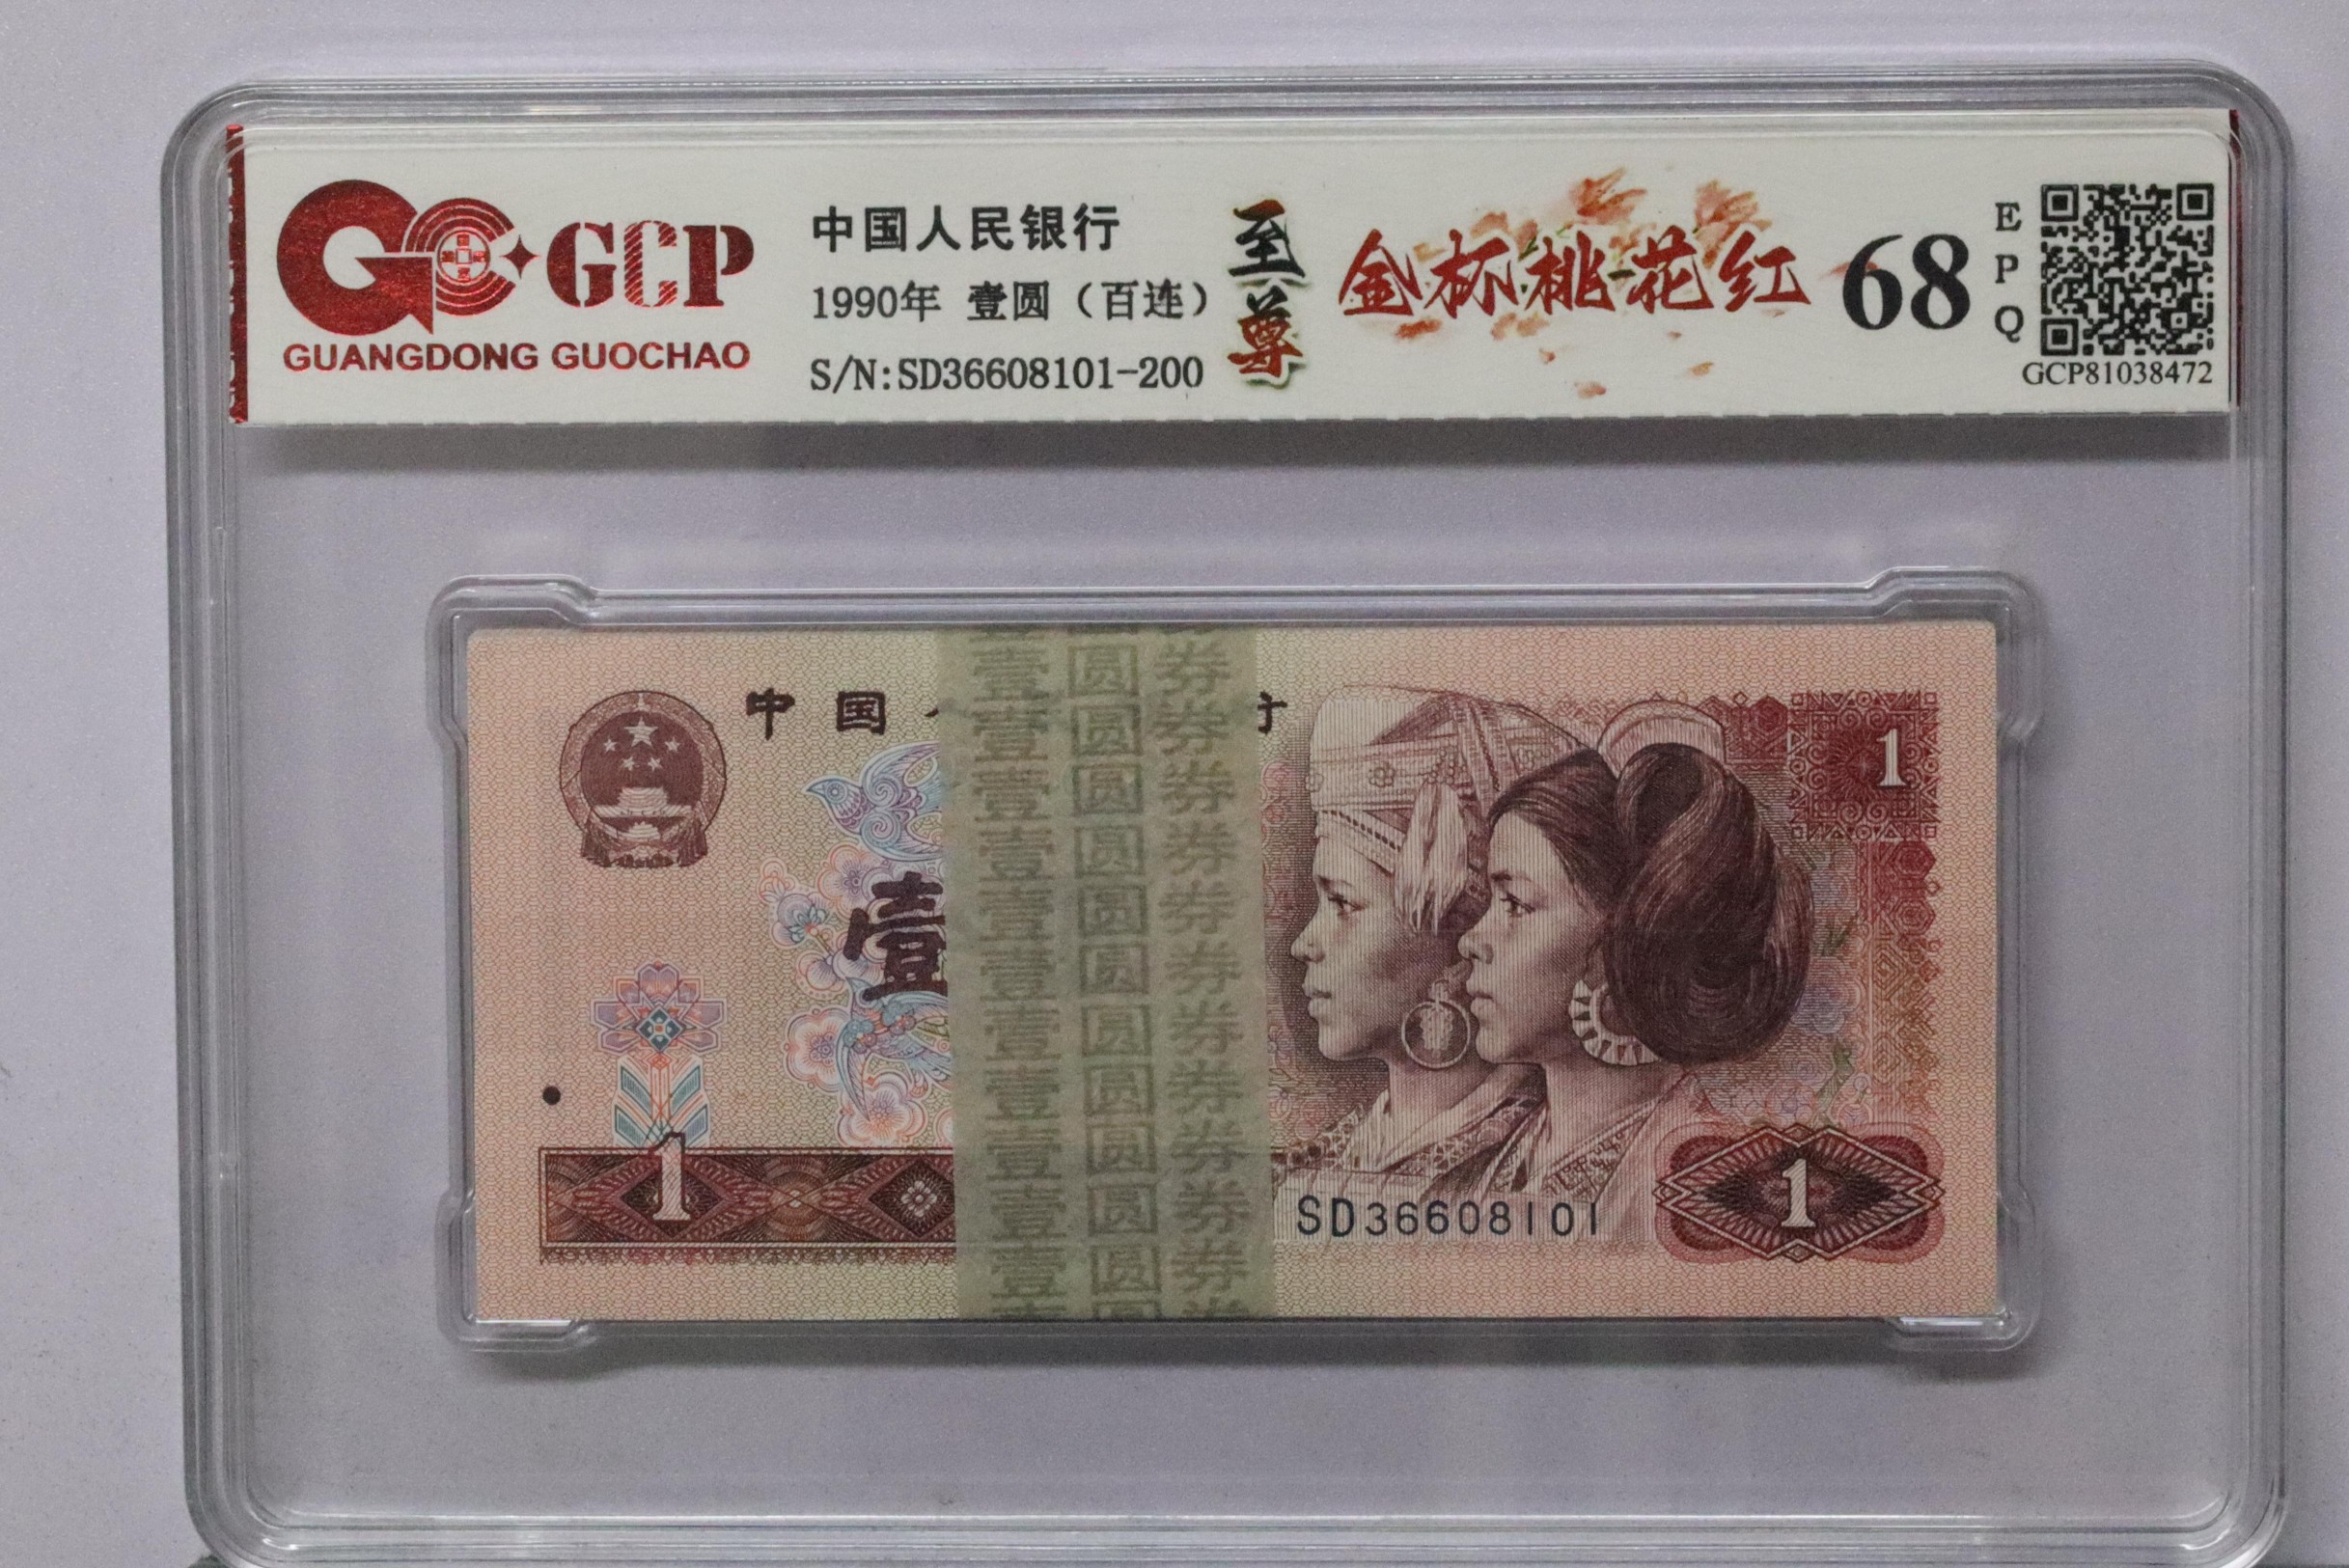 GCP
GUANGDONG GUOCHAO
中国人民银行
1990年 壹圆（百连）
S/N:SD36608101-200
至尊
金杯桃花红
68
EPQ
GCP81038472
中国
壹
1
壹圆券
壹圆券
壹圆券
壹圆券
壹圆券
壹圆券
壹圆券
壹圆券
壹圆券
壹圆券
壹圆券
1
SD36608101
1